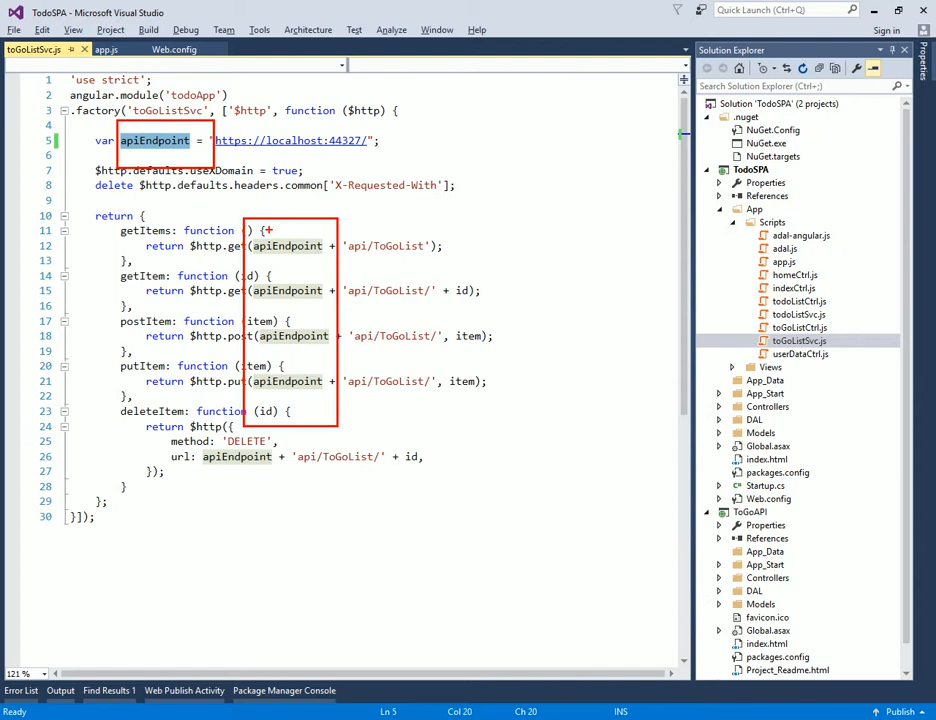 TodoSPA - Microsoft Visual Studio
Quick Launch (Ctrl+Q)
File Edit View Project Build Debug Team Tools Architecture Test Analyze Window Help
Sign in
toGoListSvc.js app.js Web.config
1 'use strict';
2 angular.module('todoApp')
3 .factory('toGoListSvc', ['$http', function ($http) {
4
5 var apiEndpoint = "https://localhost:44327/";
6
7 $http.defaults.useXDomain = true;
8 delete $http.defaults.headers.common['X-Requested-With'];
9
10 return {
11 getItems: function () {
12 return $http.get(apiEndpoint + 'api/ToGoList');
13 },
14 getItem: function (id) {
15 return $http.get(apiEndpoint + 'api/ToGoList/' + id);
16 },
17 postItem: function (item) {
18 return $http.post(apiEndpoint + 'api/ToGoList/', item);
19 },
20 putItem: function (item) {
21 return $http.put(apiEndpoint + 'api/ToGoList/', item);
22 },
23 deleteItem: function (id) {
24 return $http({
25 method: 'DELETE',
26 url: apiEndpoint + 'api/ToGoList/' + id,
27 });
28 }
29 };
30 }]);
121 %
Solution Explorer
Search Solution Explorer (Ctrl+;)
Solution 'TodoSPA' (2 projects)
.nuget
NuGet.Config
NuGet.exe
NuGet.targets
TodoSPA
Properties
References
App
Scripts
adal-angular.js
adal.js
app.js
homeCtrl.js
indexCtrl.js
todoListCtrl.js
todoListSvc.js
toGoListCtrl.js
toGoListSvc.js
userDataCtrl.js
Views
App_Data
App_Start
Controllers
DAL
Models
Global.asax
index.html
packages.config
Startup.cs
Web.config
ToGoAPI
Properties
References
App_Data
App_Start
Controllers
DAL
Models
favicon.ico
Global.asax
index.html
packages.config
Project_Readme.html
Properties
Error List Output Find Results 1 Web Publish Activity Package Manager Console
Ready Ln 5 Col 20 Ch 20 INS Publish